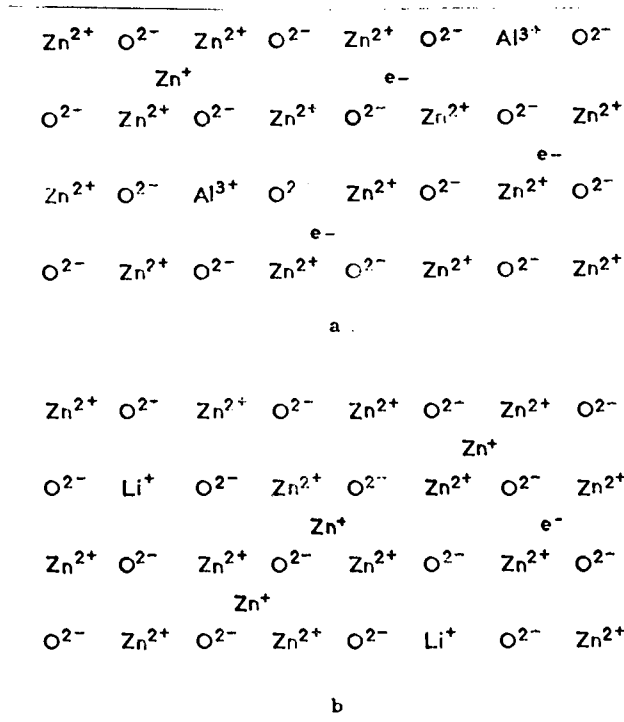 Zn²⁺ O²⁻ Zn²⁺ O²⁻ Zn²⁺ O²⁻ Al³⁺ O²⁻
Zn⁺ e−
O²⁻ Zn²⁺ O²⁻ Zn²⁺ O²⁻ Zn²⁺ O²⁻ Zn²⁺
e−
Zn²⁺ O²⁻ Al³⁺ O² Zn²⁺ O²⁻ Zn²⁺ O²⁻
e−
O²⁻ Zn²⁺ O²⁻ Zn²⁺ O²⁻ Zn²⁺ O²⁻ Zn²⁺
a
Zn²⁺ O²⁻ Zn²⁺ O²⁻ Zn²⁺ O²⁻ Zn²⁺ O²⁻
Zn⁺
O²⁻ Li⁺ O²⁻ Zn²⁺ O²⁻ Zn²⁺ O²⁻ Zn²⁺
Zn⁺ e⁻
Zn²⁺ O²⁻ Zn²⁺ O²⁻ Zn²⁺ O²⁻ Zn²⁺ O²⁻
Zn⁺
O²⁻ Zn²⁺ O²⁻ Zn²⁺ O²⁻ Li⁺ O²⁻ Zn²⁺
b